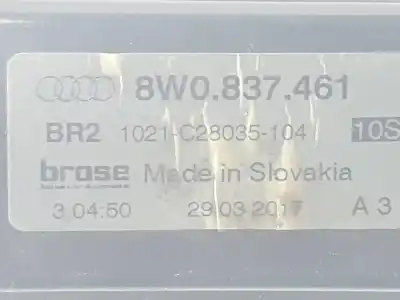 8W0.837.461
BR2 1021-C28035-104 10S
brose Made in Slovakia
3 04:50 29.03.2017 A 3